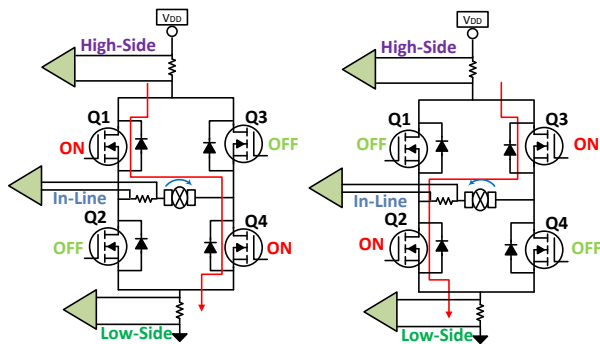 VDD
High-Side
Q1
Q3
ON
OFF
In-Line
Q2
Q4
OFF
ON
Low-Side
VDD
High-Side
Q1
Q3
OFF
ON
In-Line
Q2
Q4
ON
OFF
Low-Side